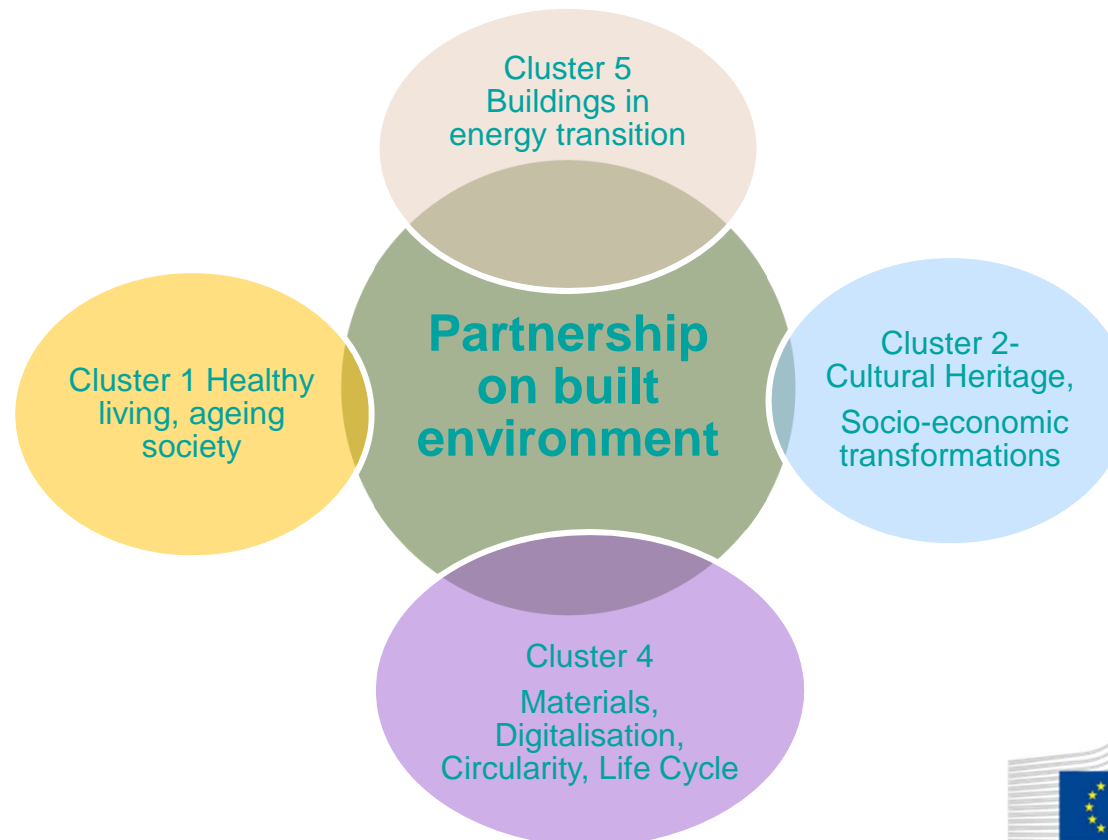 Cluster 5
Buildings in
energy transition
Partnership
on built
environment
Cluster 1 Healthy
living, ageing
society
Cluster 2-
Cultural Heritage,
Socio-economic
transformations
Cluster 4
Materials,
Digitalisation,
Circularity, Life Cycle